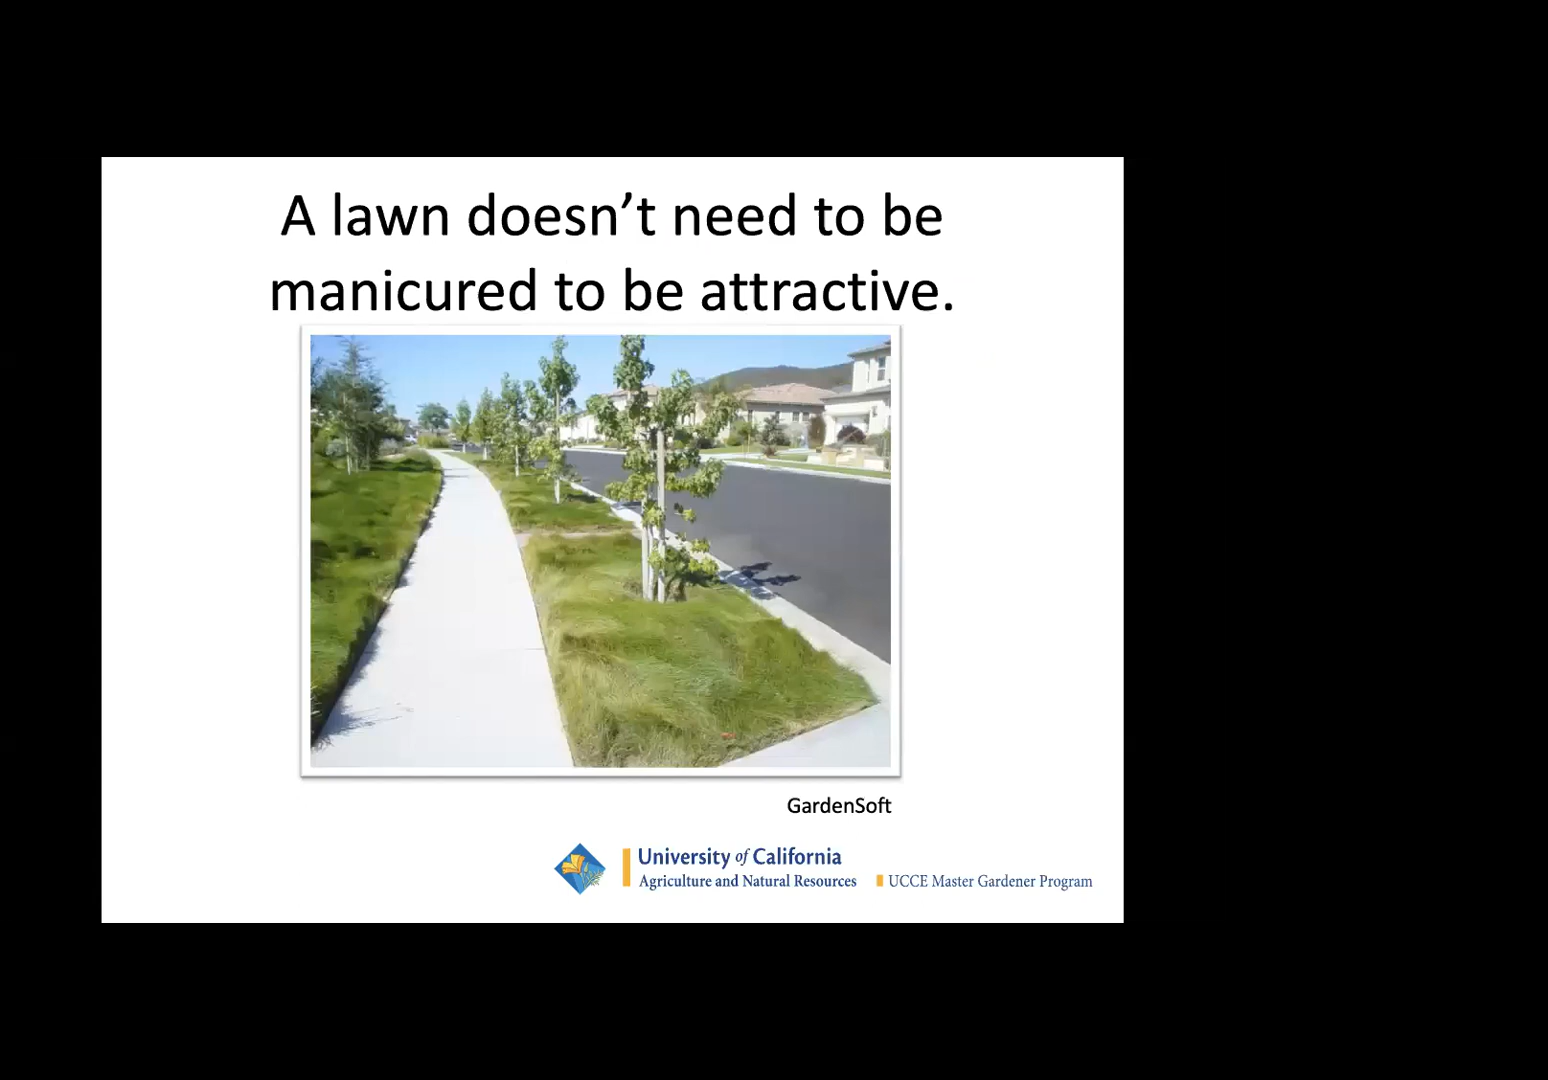 A lawn doesn’t need to be
manicured to be attractive.
GardenSoft
University of California
Agriculture and Natural Resources
UCCE Master Gardener Program